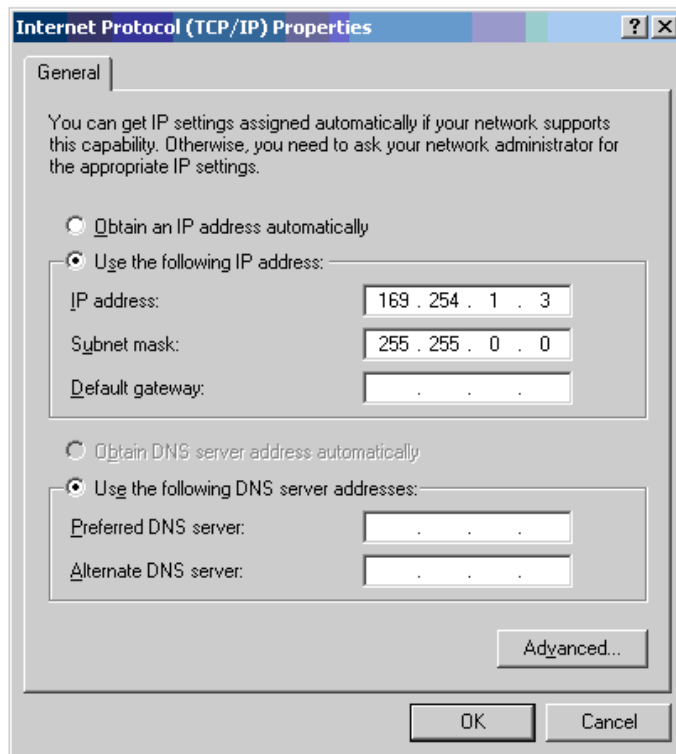 Internet Protocol (TCP/IP) Properties
General
You can get IP settings assigned automatically if your network supports
this capability. Otherwise, you need to ask your network administrator for
the appropriate IP settings.
Obtain an IP address automatically
Use the following IP address:
IP address: 169 . 254 . 1 . 3
Subnet mask: 255 . 255 . 0 . 0
Default gateway: . . .
Obtain DNS server address automatically
Use the following DNS server addresses:
Preferred DNS server: . . .
Alternate DNS server: . . .
Advanced...
OK Cancel